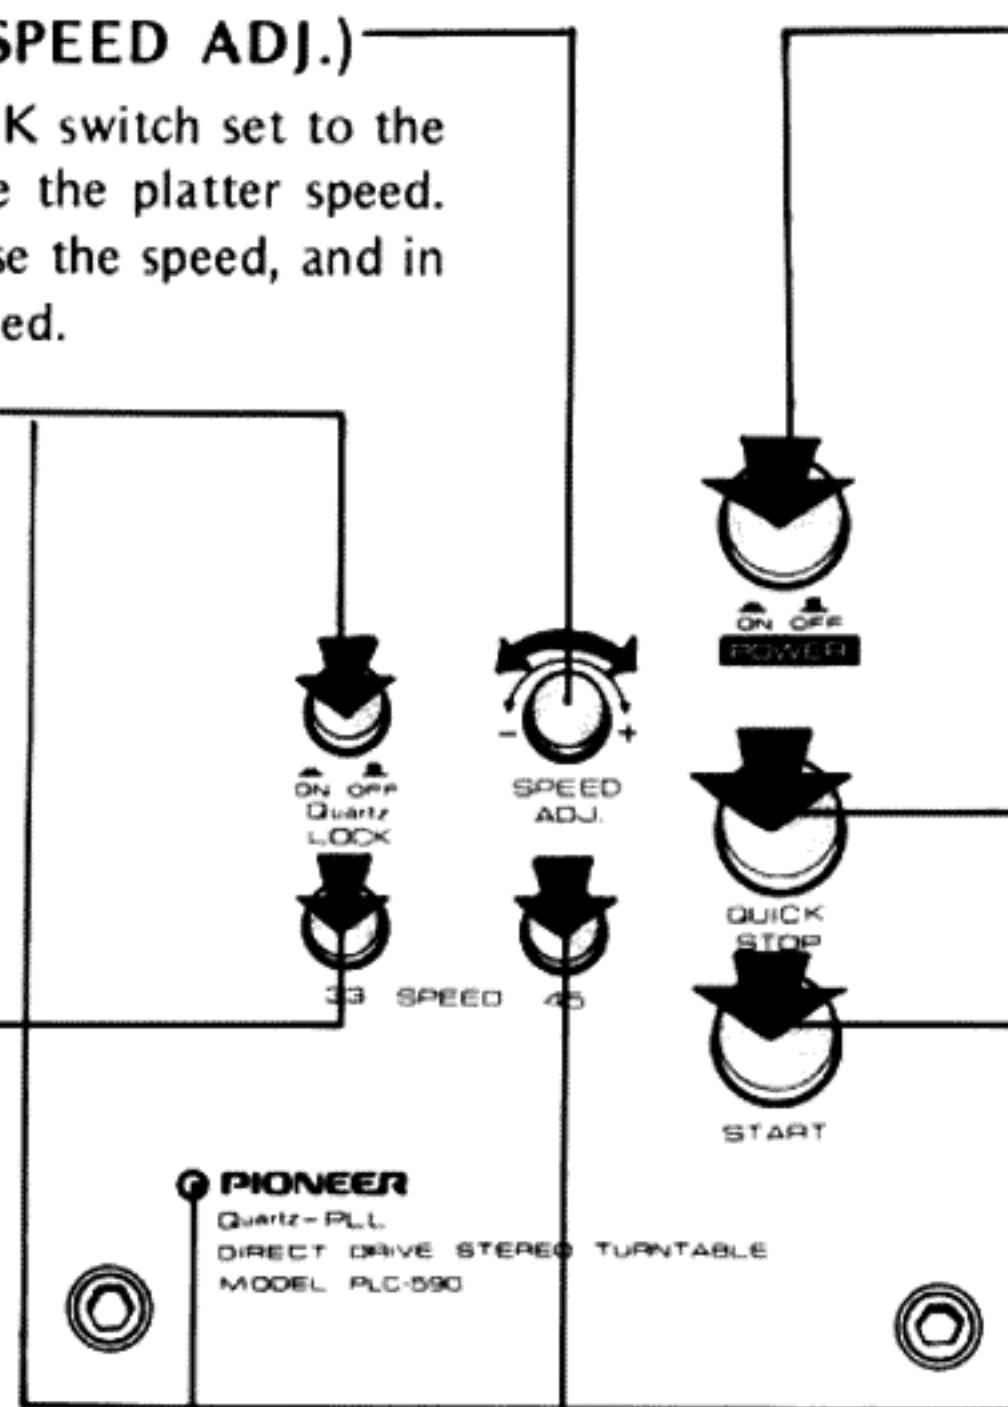 SPEED ADJ.)
K switch set to the
e the platter speed.
se the speed, and in
ed.
ON OFF
POWER
ON OFF
Quartz
LOCK
- +
SPEED
ADJ.
QUICK
STOP
33 SPEED 45
START
PIONEER
Quartz-PLL
DIRECT DRIVE STEREO TURNTABLE
MODEL PLC-590